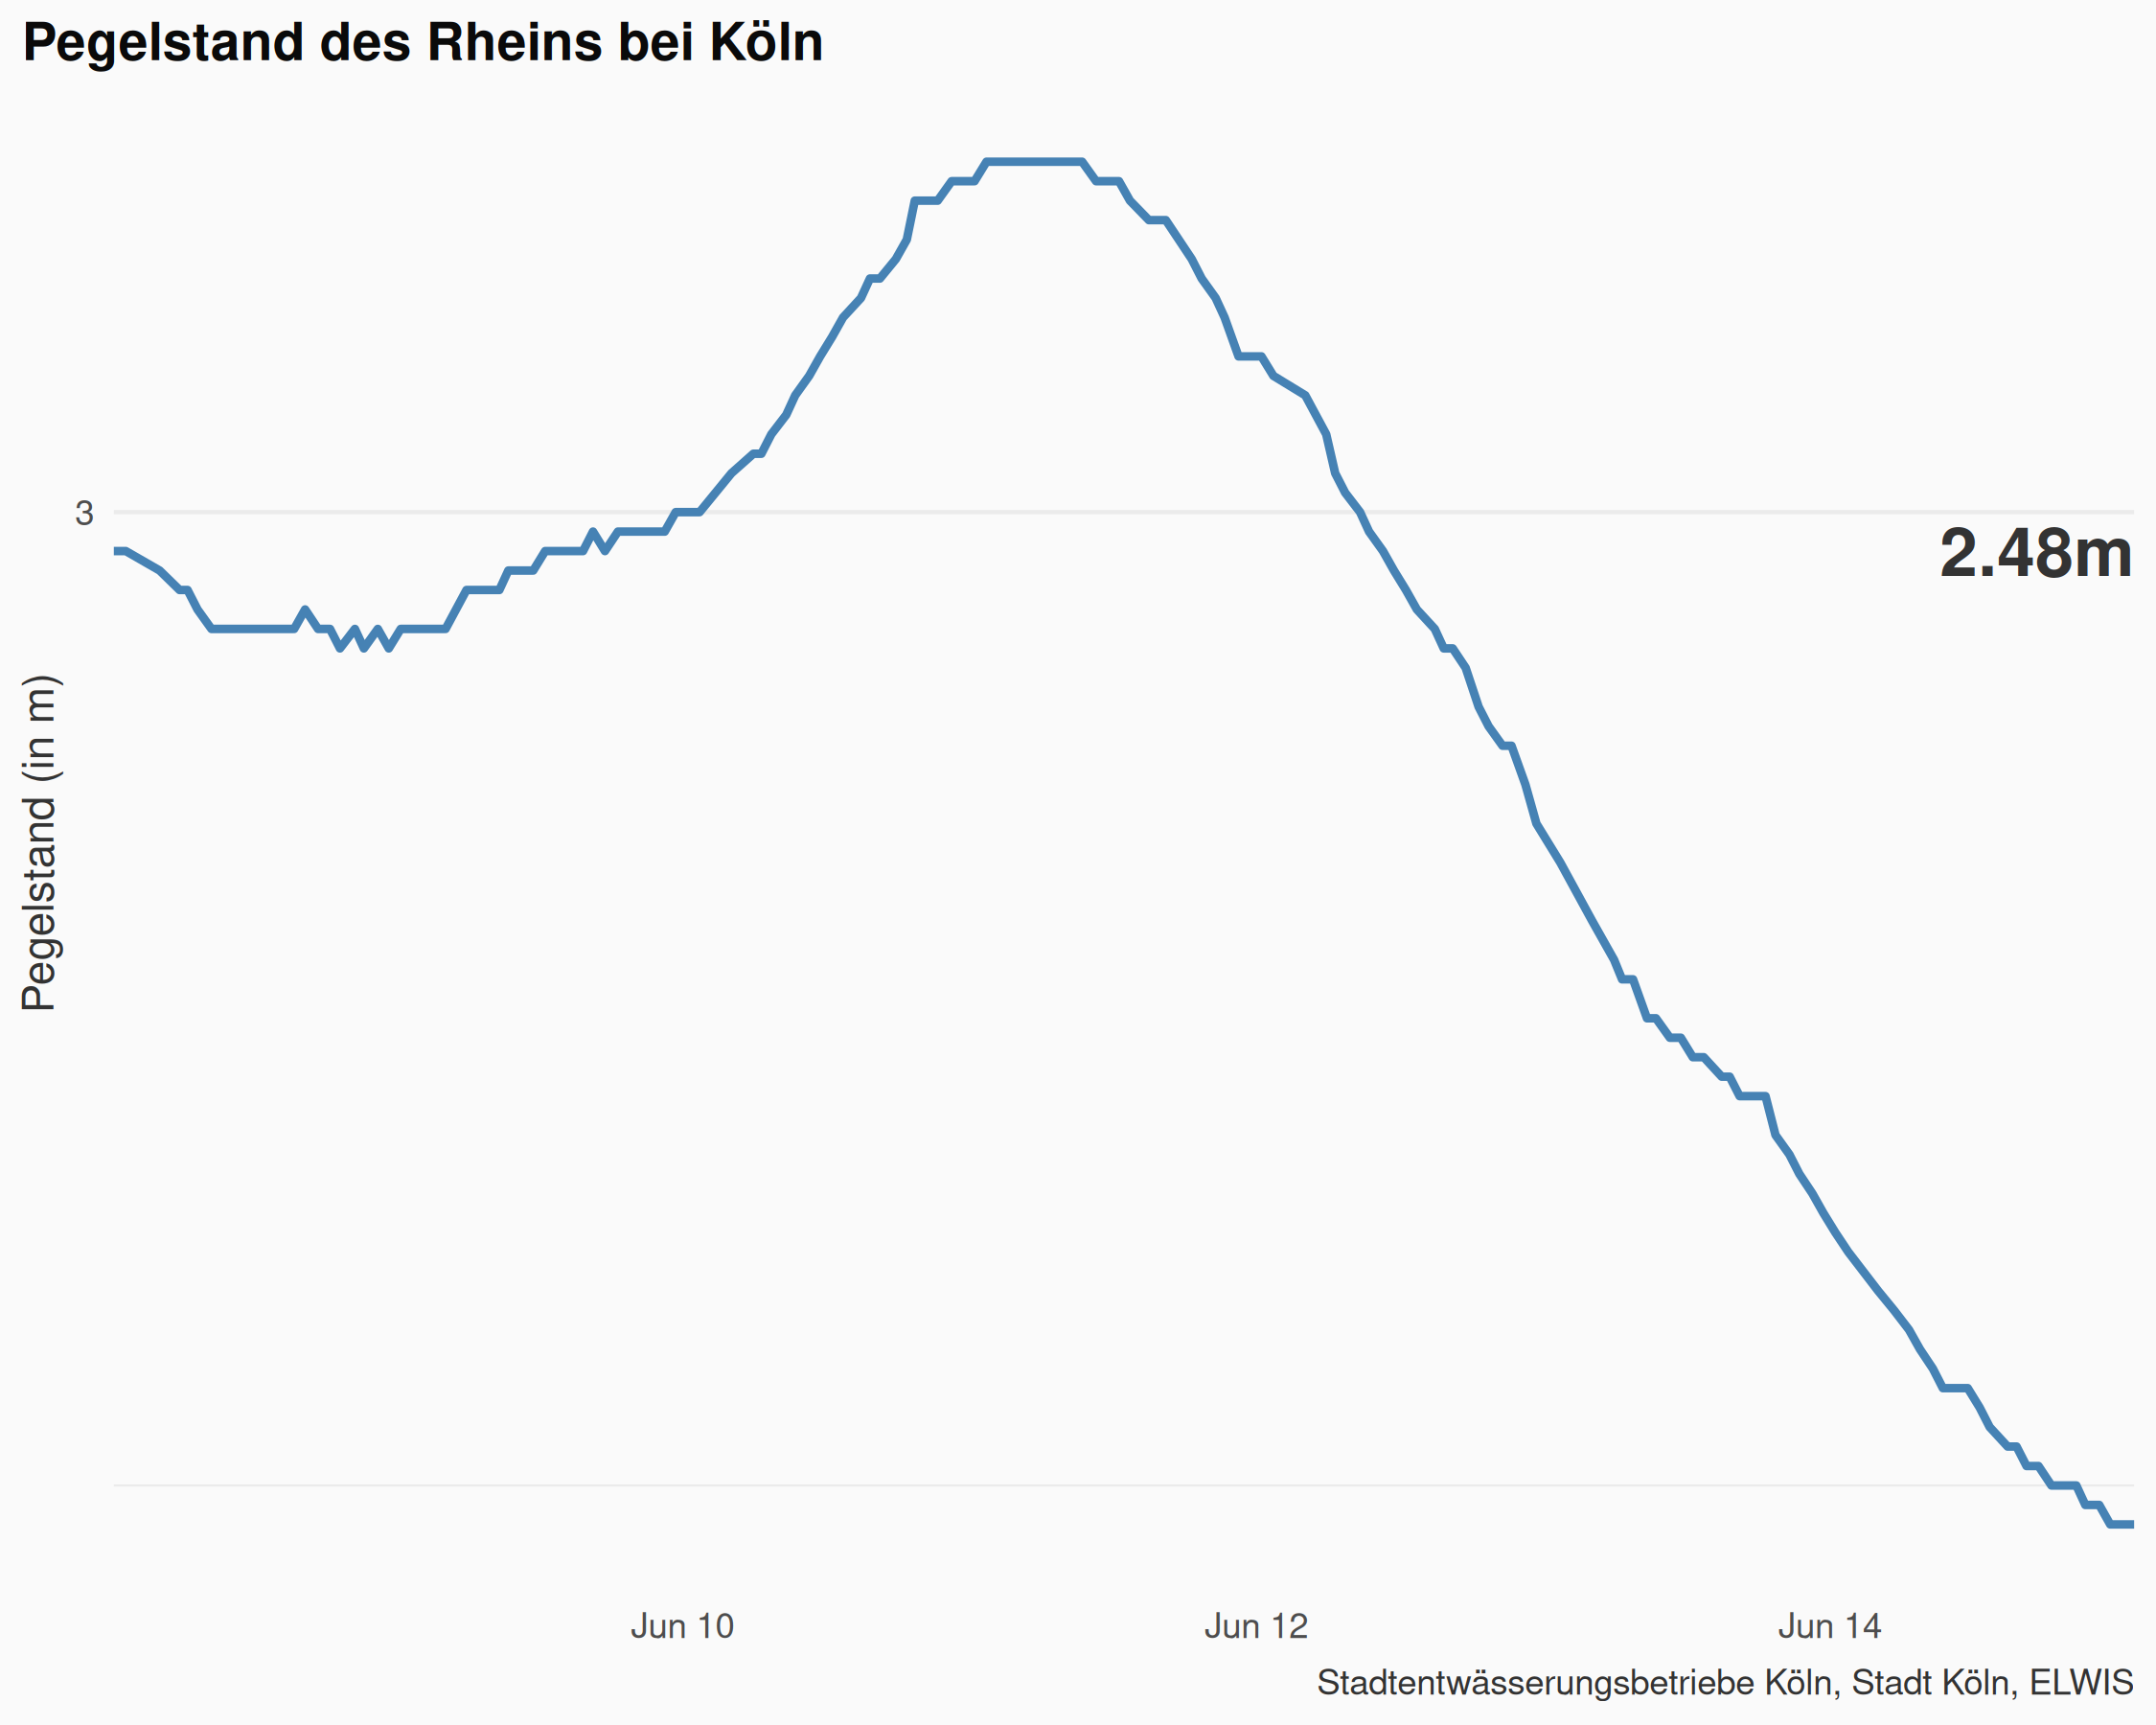 Pegelstand des Rheins bei Köln
3
2.48m
Pegelstand (in m)
Jun 10
Jun 12
Jun 14
Stadtentwässerungsbetriebe Köln, Stadt Köln, ELWIS